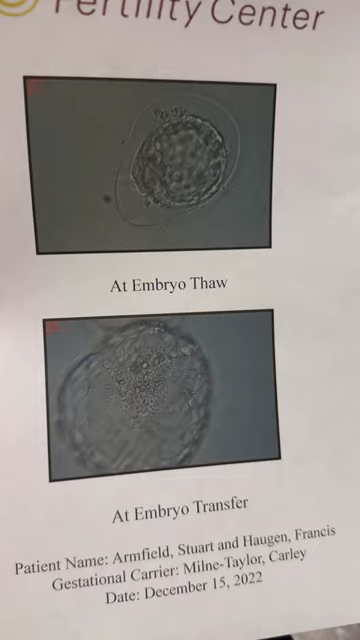 Fertility Center
At Embryo Thaw
At Embryo Transfer
Patient Name: Armfield, Stuart and Haugen, Francis
Gestational Carrier: Milne-Taylor, Carley
Date: December 15, 2022